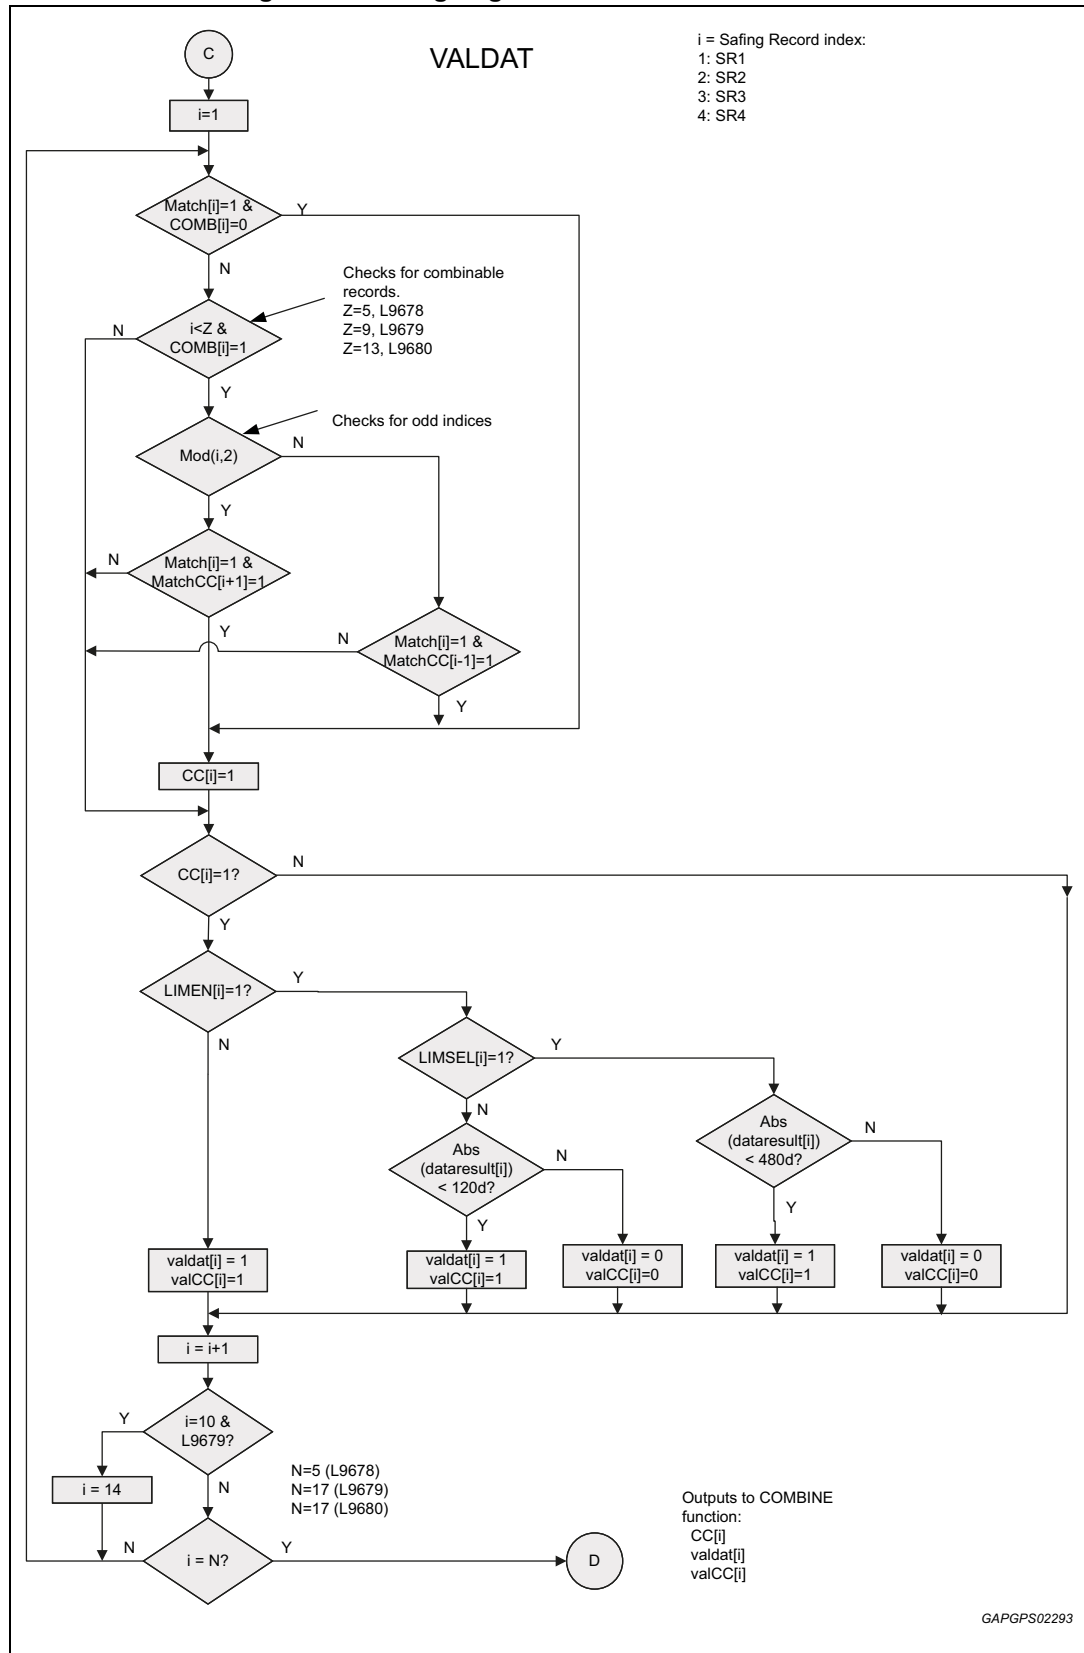 C
VALDAT
i = Safing Record index:
1: SR1
2: SR2
3: SR3
4: SR4
i=1
Match[i]=1 &
COMB[i]=0
Y
N
Checks for combinable
records.
Z=5, L9678
Z=9, L9679
Z=13, L9680
N
i<Z &
COMB[i]=1
Y
Checks for odd indices
Mod(i,2)
N
Y
N
Match[i]=1 &
MatchCC[i+1]=1
Y
N
Match[i]=1 &
MatchCC[i-1]=1
Y
CC[i]=1
CC[i]=1?
N
Y
LIMEN[i]=1?
Y
N
LIMSEL[i]=1?
Y
N
Abs
(dataresult[i])
< 120d?
N
Y
Abs
(dataresult[i])
< 480d?
N
Y
valdat[i] = 1
valCC[i]=1
valdat[i] = 1
valCC[i]=1
valdat[i] = 0
valCC[i]=0
valdat[i] = 1
valCC[i]=1
valdat[i] = 0
valCC[i]=0
i = i+1
Y
i=10 &
L9679?
N
i = 14
N=5 (L9678)
N=17 (L9679)
N=17 (L9680)
N
i = N?
Y
D
Outputs to COMBINE
function:
CC[i]
valdat[i]
valCC[i]
GAPGPS02293